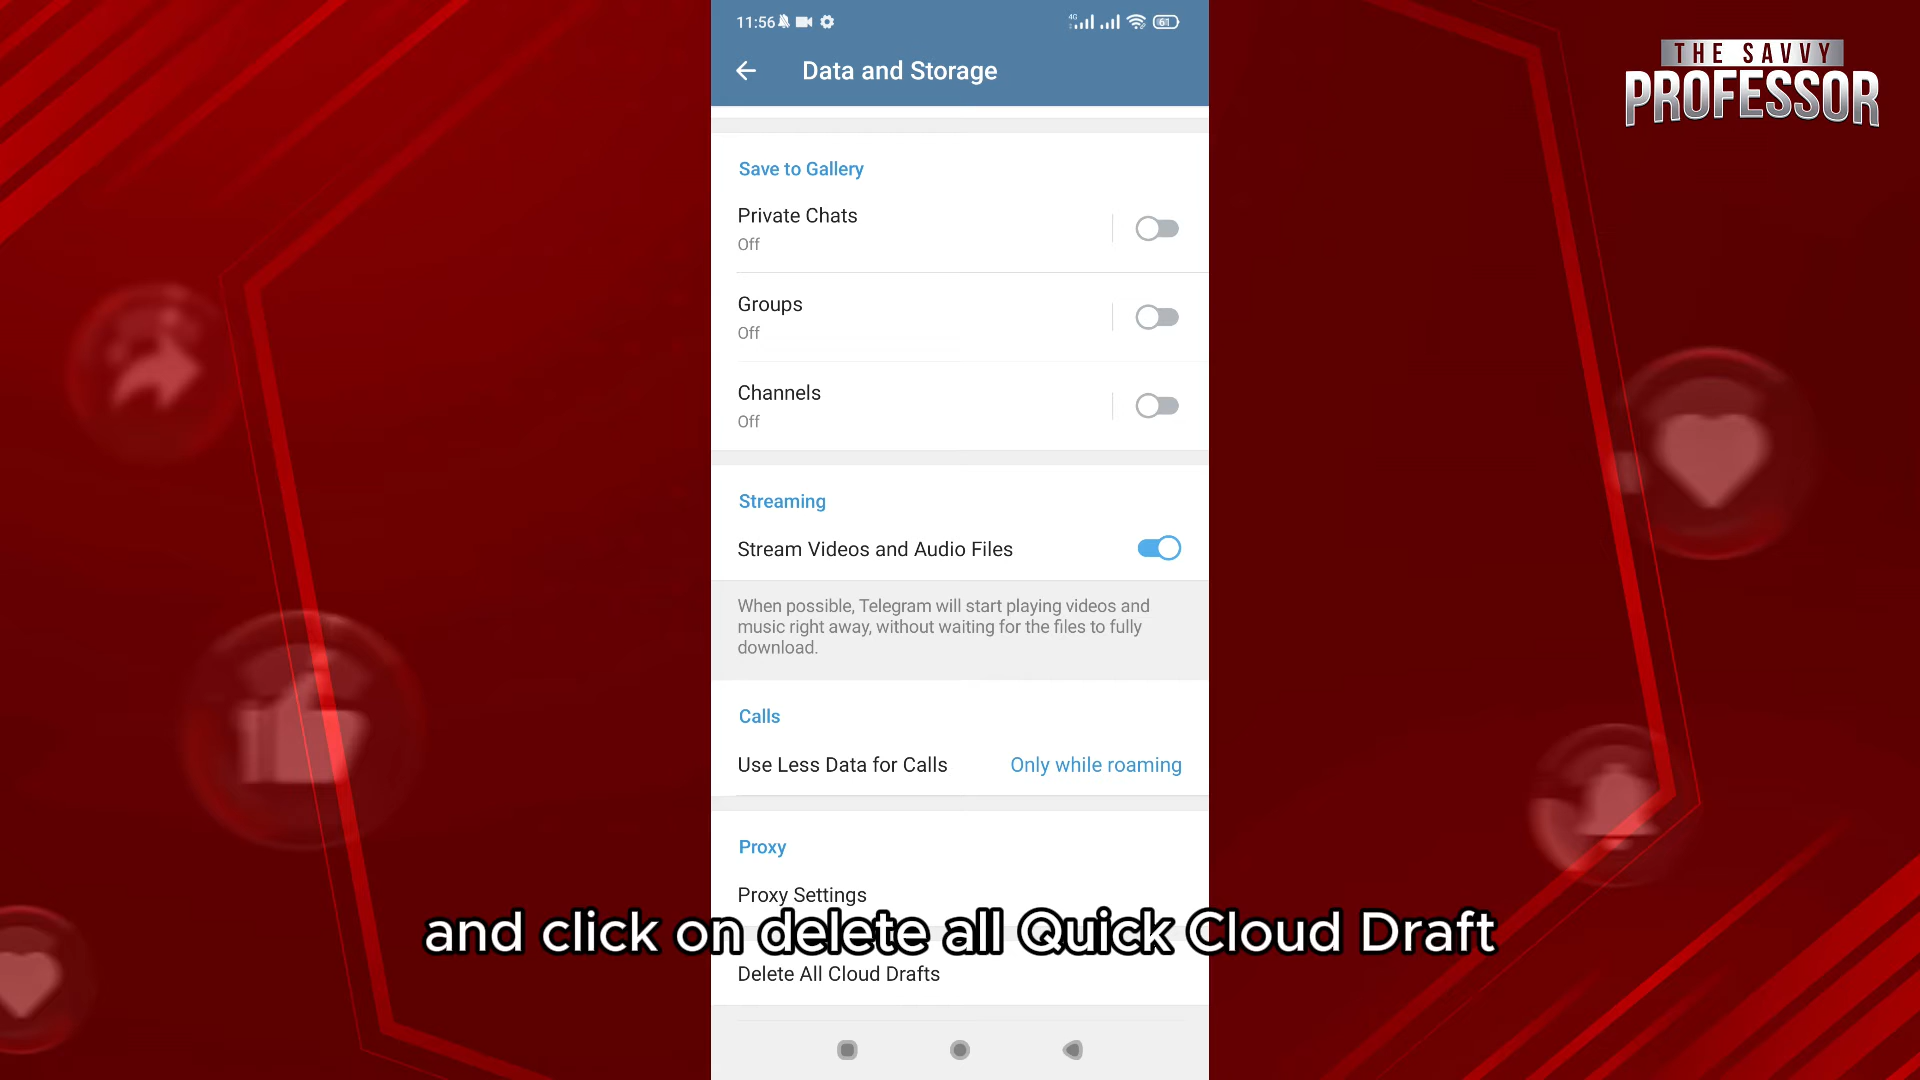 11:56
4G
61
Data and Storage
THE SAVVY
PROFESSOR
Save to Gallery
Private Chats
Off
Groups
Off
Channels
Off
Streaming
Stream Videos and Audio Files
When possible, Telegram will start playing videos and
music right away, without waiting for the files to fully
download.
Calls
Use Less Data for Calls
Only while roaming
Proxy
Proxy Settings
and click on delete all Quick Cloud Draft
Delete All Cloud Drafts